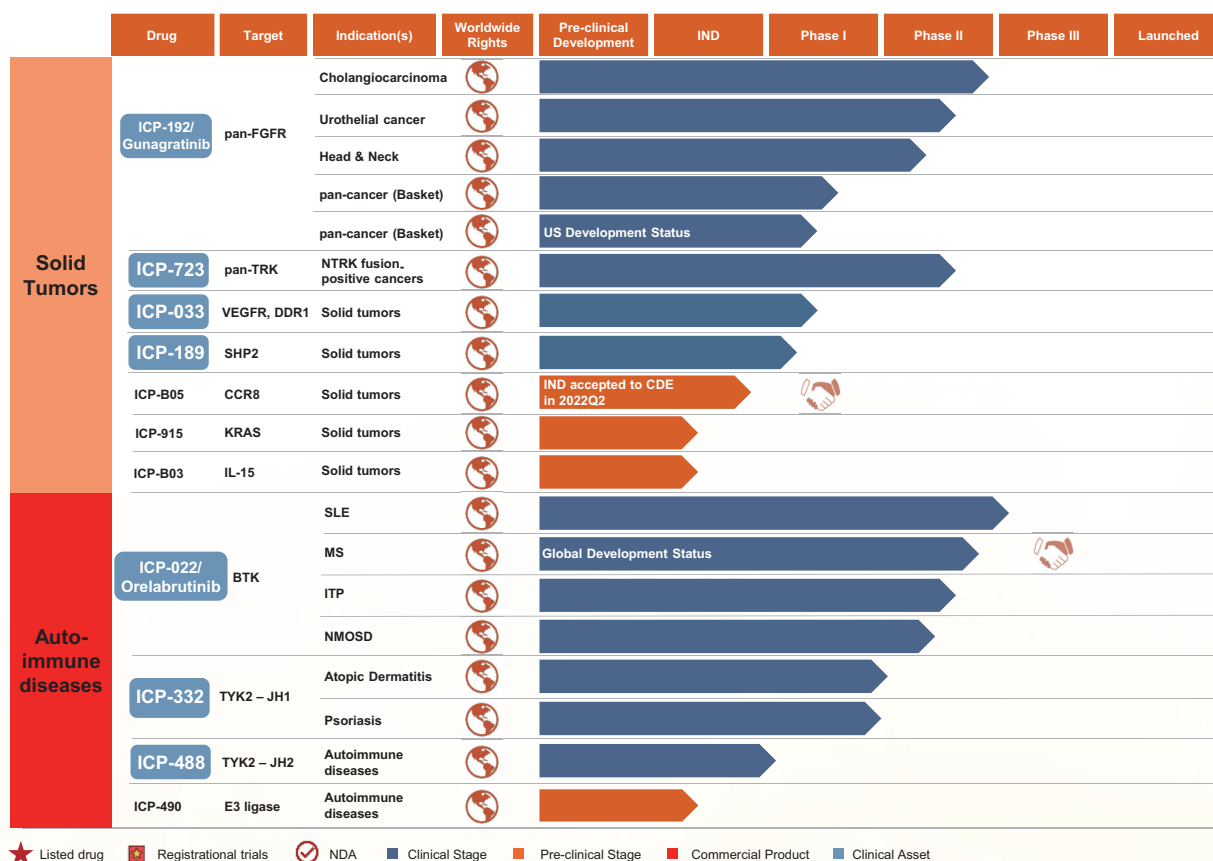 Drug
Target
Indication(s)
Worldwide
Rights
Pre-clinical
Development
IND
Phase I
Phase II
Phase III
Launched
Solid
Tumors
ICP-192/
Gunagratinib
pan-FGFR
Cholangiocarcinoma
Urothelial cancer
Head & Neck
pan-cancer (Basket)
pan-cancer (Basket)
US Development Status
ICP-723
pan-TRK
NTRK fusion-
positive cancers
ICP-033
VEGFR, DDR1
Solid tumors
ICP-189
SHP2
Solid tumors
ICP-B05
CCR8
Solid tumors
IND accepted to CDE
in 2022Q2
ICP-915
KRAS
Solid tumors
ICP-B03
IL-15
Solid tumors
Auto-
immune
diseases
ICP-022/
Orelabrutinib
BTK
SLE
MS
Global Development Status
ITP
NMOSD
ICP-332
TYK2 – JH1
Atopic Dermatitis
Psoriasis
ICP-488
TYK2 – JH2
Autoimmune
diseases
ICP-490
E3 ligase
Autoimmune
diseases
Listed drug
Registrational trials
NDA
Clinical Stage
Pre-clinical Stage
Commercial Product
Clinical Asset